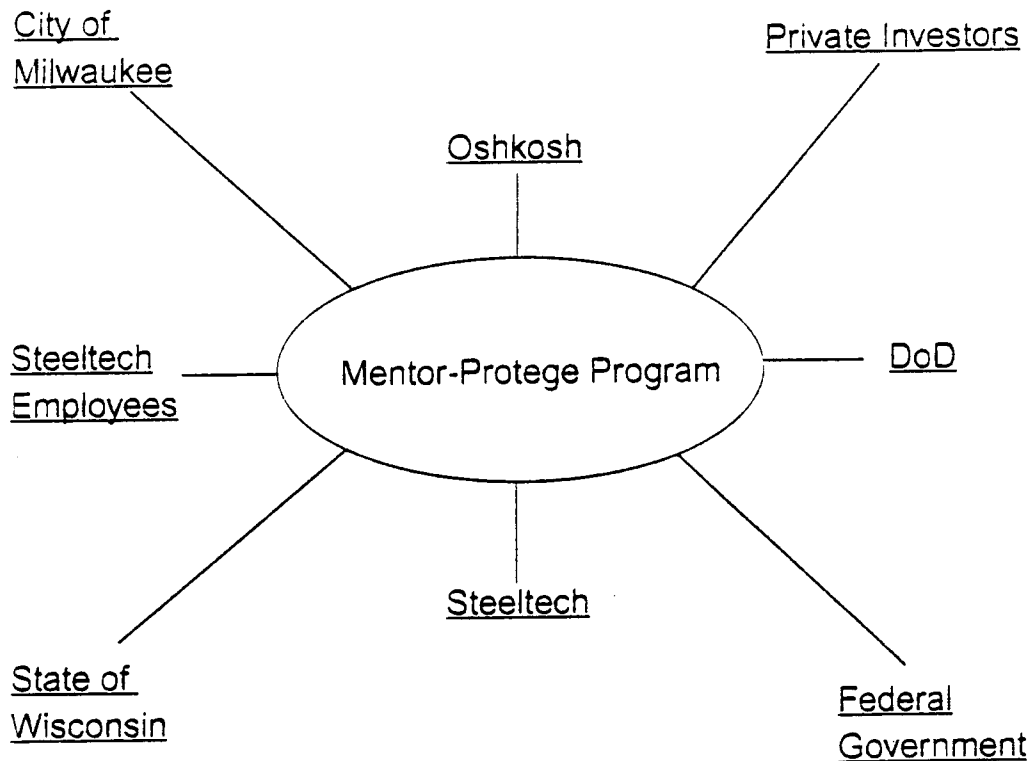 City of
Milwaukee
Private Investors
Oshkosh
Steeltech
Employees
Mentor-Protege Program
DoD
Steeltech
State of
Wisconsin
Federal
Government